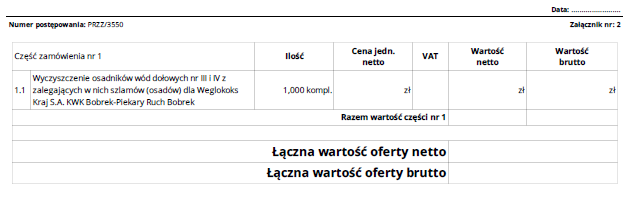 Data: ........................
Numer postępowania: PRZZ/3550 Załącznik nr: 2
Część zamówienia nr 1 Ilość Cena jedn. netto VAT Wartość netto Wartość brutto
1.1 Wyczyszczenie osadników wód dołowych nr III i IV z
zalegających w nich szlamów (osadów) dla Węglokoks
Kraj S.A. KWK Bobrek-Piekary Ruch Bobrek
1,000 kompl. zł zł zł
Razem wartość części nr 1
Łączna wartość oferty netto
Łączna wartość oferty brutto